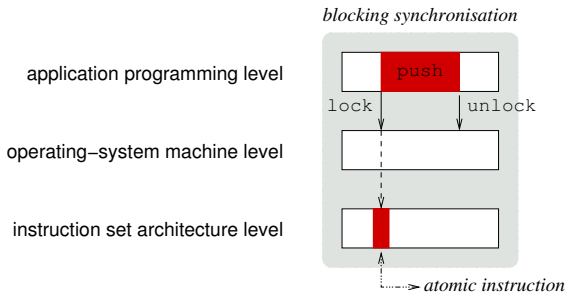 blocking synchronisation
application programming level
push
lock
unlock
operating−system machine level
instruction set architecture level
atomic instruction